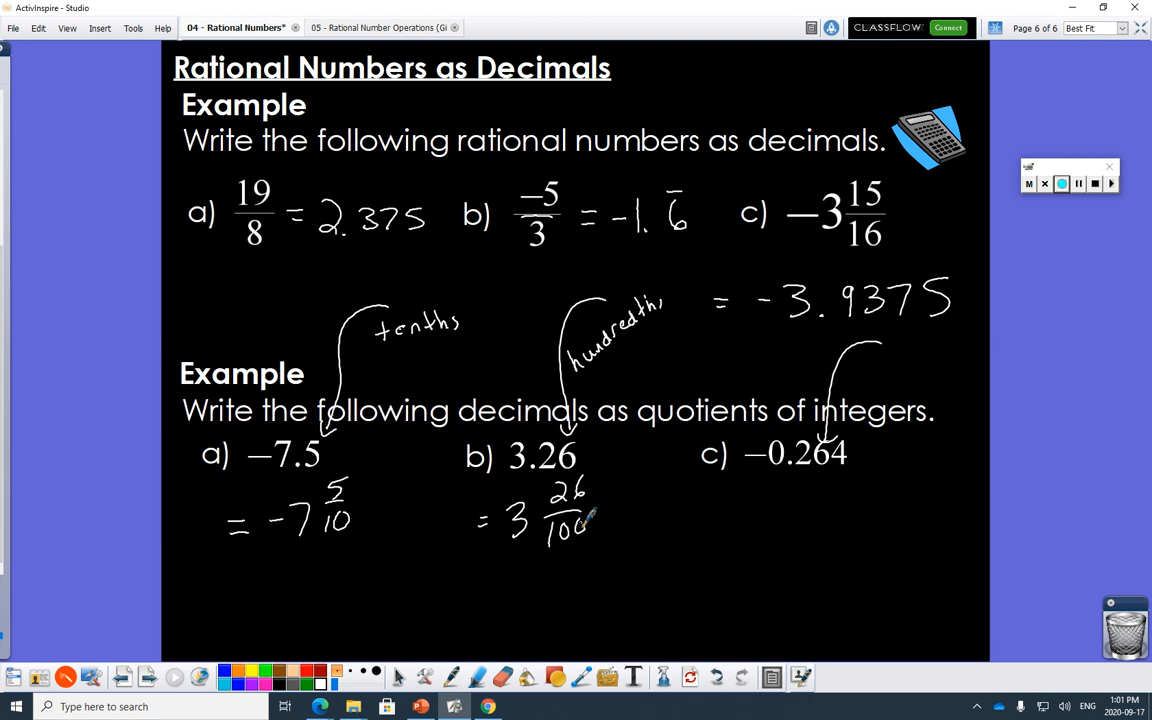 ActivInspire - Studio
File Edit View Insert Tools Help 04 - Rational Numbers* 05 - Rational Number Operations (Gi CLASSFLOW Connect Page 6 of 6 Best Fit
Rational Numbers as Decimals
Example
Write the following rational numbers as decimals.
a) 19/8 = 2.375 b) -5/3 = -1.6̅ c) −3 15/16
= -3.9375
tenths hundredths
Example
Write the following decimals as quotients of integers.
a) −7.5 b) 3.26 c) −0.264
= -7 5/10 = 3 26/100
M
T
Type here to search
ENG
1:01 PM
2020-09-17